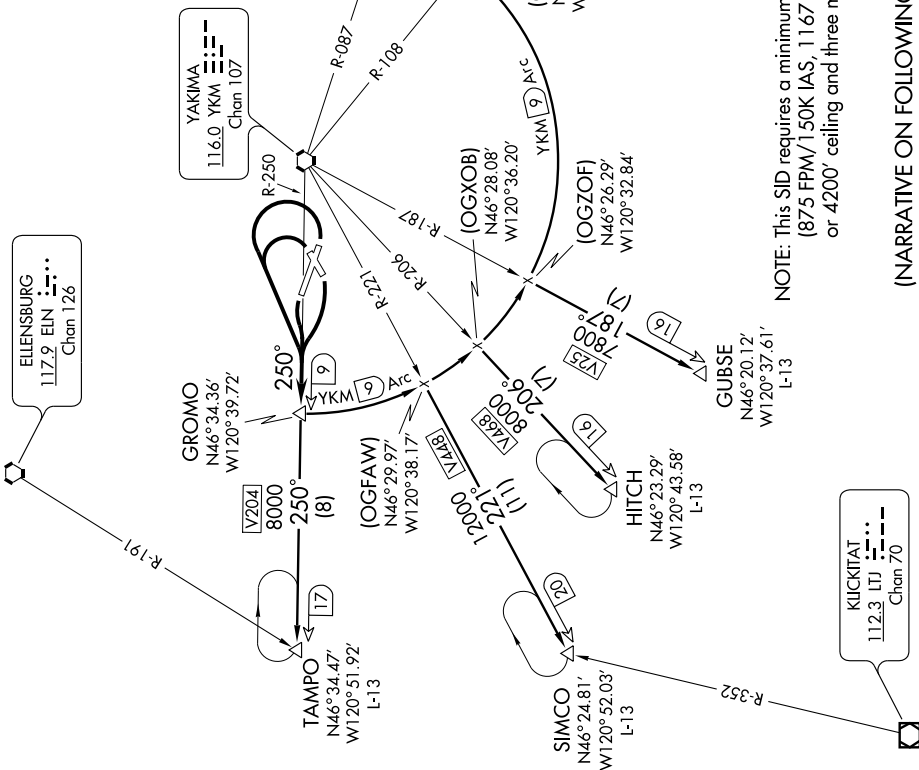 YAKIMA
116.0 YKM
Chan 107
R-087
R-108
R-250
ELLENSBURG
117.9 ELN
Chan 126
R-191
GROMO
N46°34.36'
W120°39.72'
250°
9
YKM 9 Arc
V204
8000
250°
(8)
17
TAMPO
N46°34.47'
W120°51.92'
L-13
(OGFAW)
N46°29.97'
W120°38.17'
R-221
R-206
R-187
(OGXOB)
N46°28.08'
W120°36.20'
(OGZOF)
N46°26.29'
W120°32.84'
YKM 9 Arc
V448
12000
221°
(11)
20
SIMCO
N46°24.81'
W120°52.03'
L-13
V468
8000
206°
(7)
16
HITCH
N46°23.29'
W120°43.58'
L-13
V25
7800
187°
(7)
16
GUBSE
N46°20.12'
W120°37.61'
L-13
R-352
KLICKITAT
112.3 LTJ
Chan 70
NOTE: This SID requires a minimum
(875 FPM/150K IAS, 1167
or 4200' ceiling and three
(NARRATIVE ON FOLLOWING